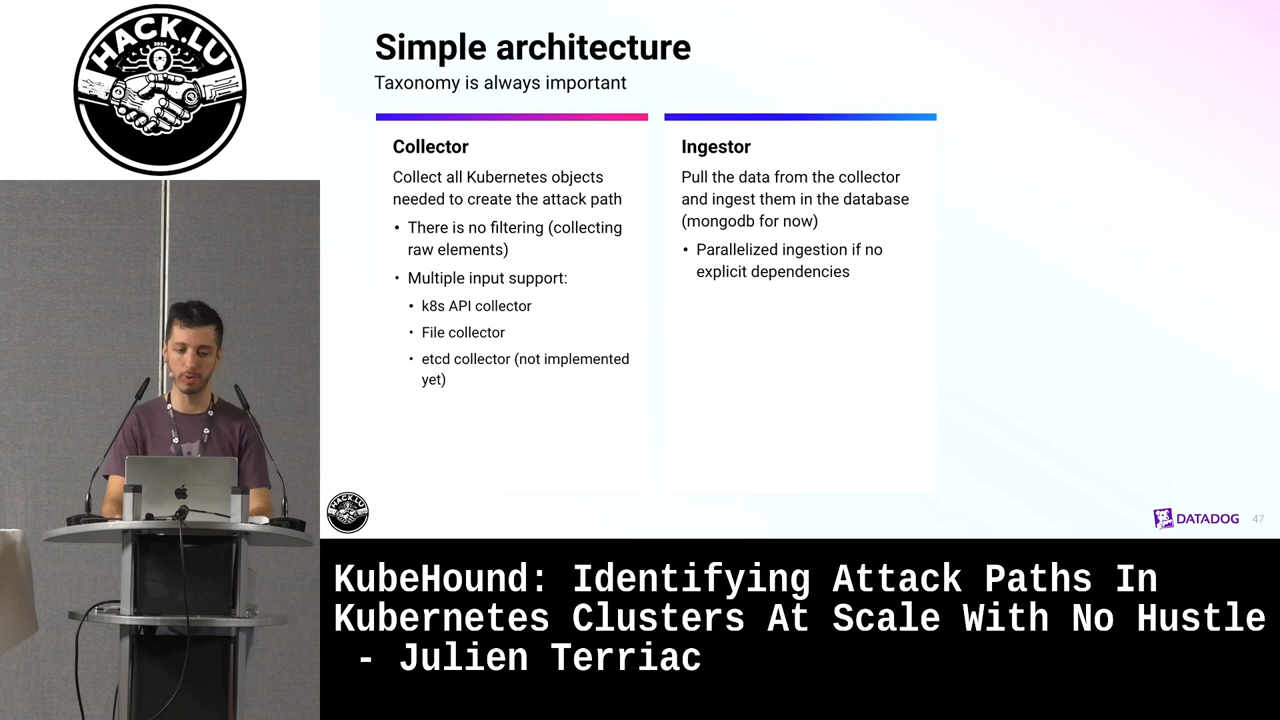 HACK.LU
2024
Simple architecture
Taxonomy is always important
Collector
Collect all Kubernetes objects
needed to create the attack path
• There is no filtering (collecting
raw elements)
• Multiple input support:
• k8s API collector
• File collector
• etcd collector (not implemented
yet)
Ingestor
Pull the data from the collector
and ingest them in the database
(mongodb for now)
• Parallelized ingestion if no
explicit dependencies
HACK.LU
DATADOG
47
KubeHound: Identifying Attack Paths In
Kubernetes Clusters At Scale With No Hustle
- Julien Terriac